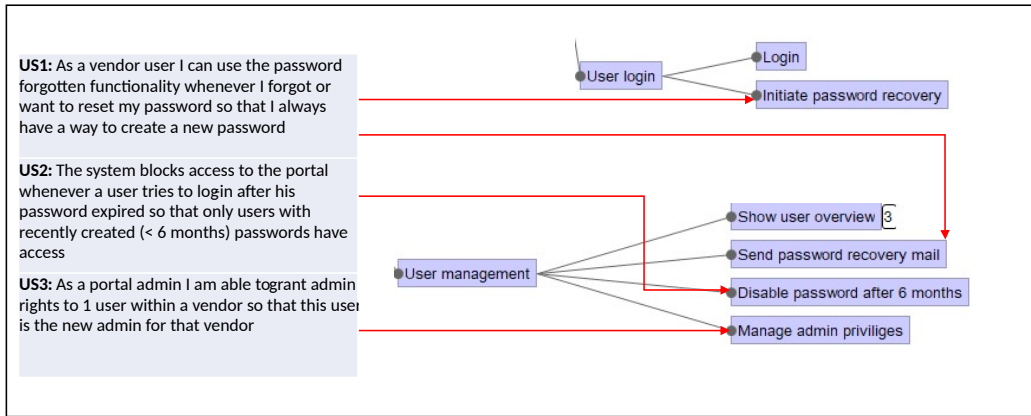 US1: As a vendor user I can use the password
forgotten functionality whenever I forgot or
want to reset my password so that I always
have a way to create a new password
US2: The system blocks access to the portal
whenever a user tries to login after his
password expired so that only users with
recently created (< 6 months) passwords have
access
US3: As a portal admin I am able togrant admin
rights to 1 user within a vendor so that this user
is the new admin for that vendor
User login
Login
Initiate password recovery
User management
Show user overview 3
Send password recovery mail
Disable password after 6 months
Manage admin priviliges